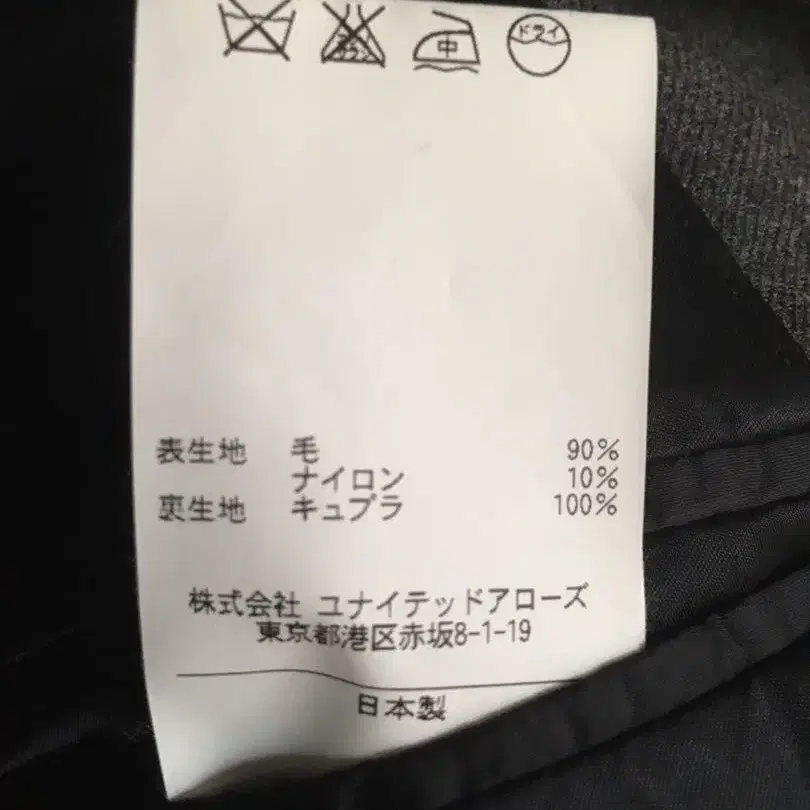 中 ドライ
表生地 毛 90%
ナイロン 10%
裏生地 キュプラ 100%
株式会社 ユナイテッドアローズ
東京都港区赤坂8-1-19
日本製